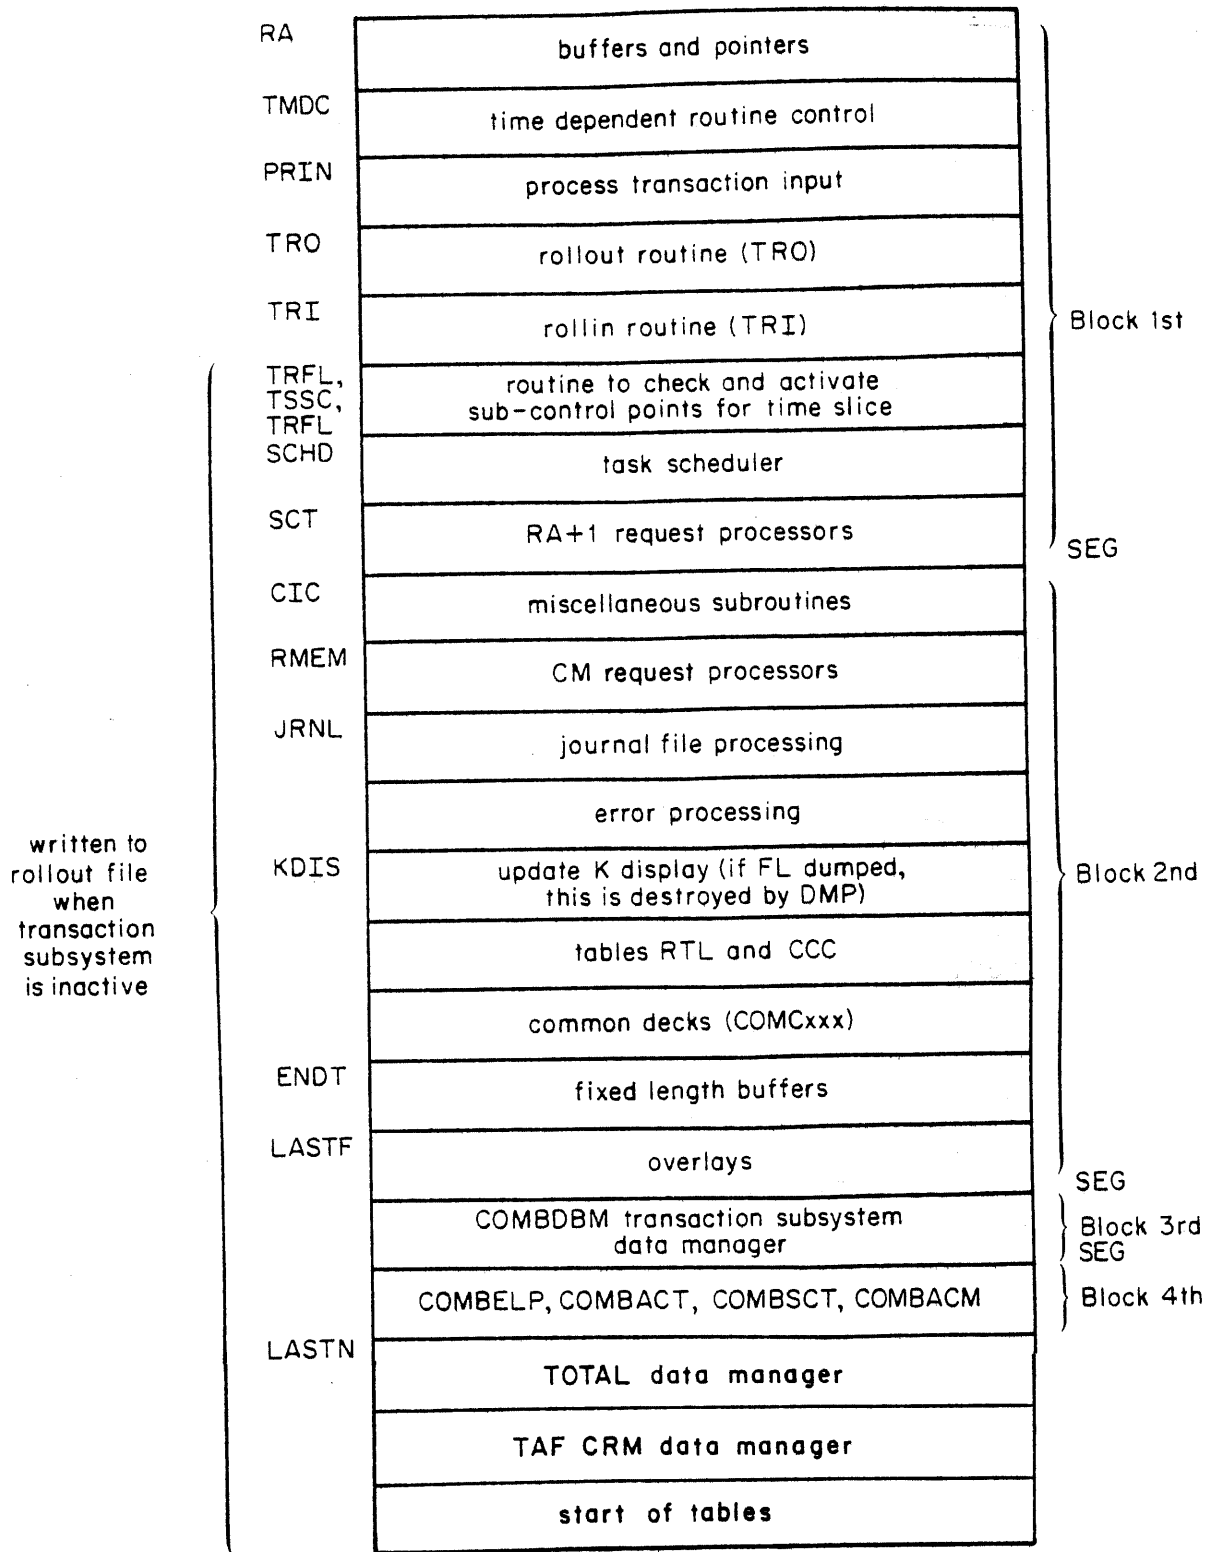 RA
buffers and pointers
TMDC
time dependent routine control
PRIN
process transaction input
TRO
rollout routine (TRO)
TRI
rollin routine (TRI)
Block 1st
TRFL,
TSSC,
TRFL
routine to check and activate
sub-control points for time slice
SCHD
task scheduler
SCT
RA+1 request processors
SEG
CIC
miscellaneous subroutines
RMEM
CM request processors
JRNL
journal file processing
error processing
written to
rollout file
when
transaction
subsystem
is inactive
KDIS
update K display (if FL dumped,
this is destroyed by DMP)
Block 2nd
tables RTL and CCC
common decks (COMCxxx)
ENDT
fixed length buffers
LASTF
overlays
SEG
COMBDBM transaction subsystem
data manager
Block 3rd
SEG
COMBELP, COMBACT, COMBSCT, COMBACM
Block 4th
LASTN
TOTAL data manager
TAF CRM data manager
start of tables